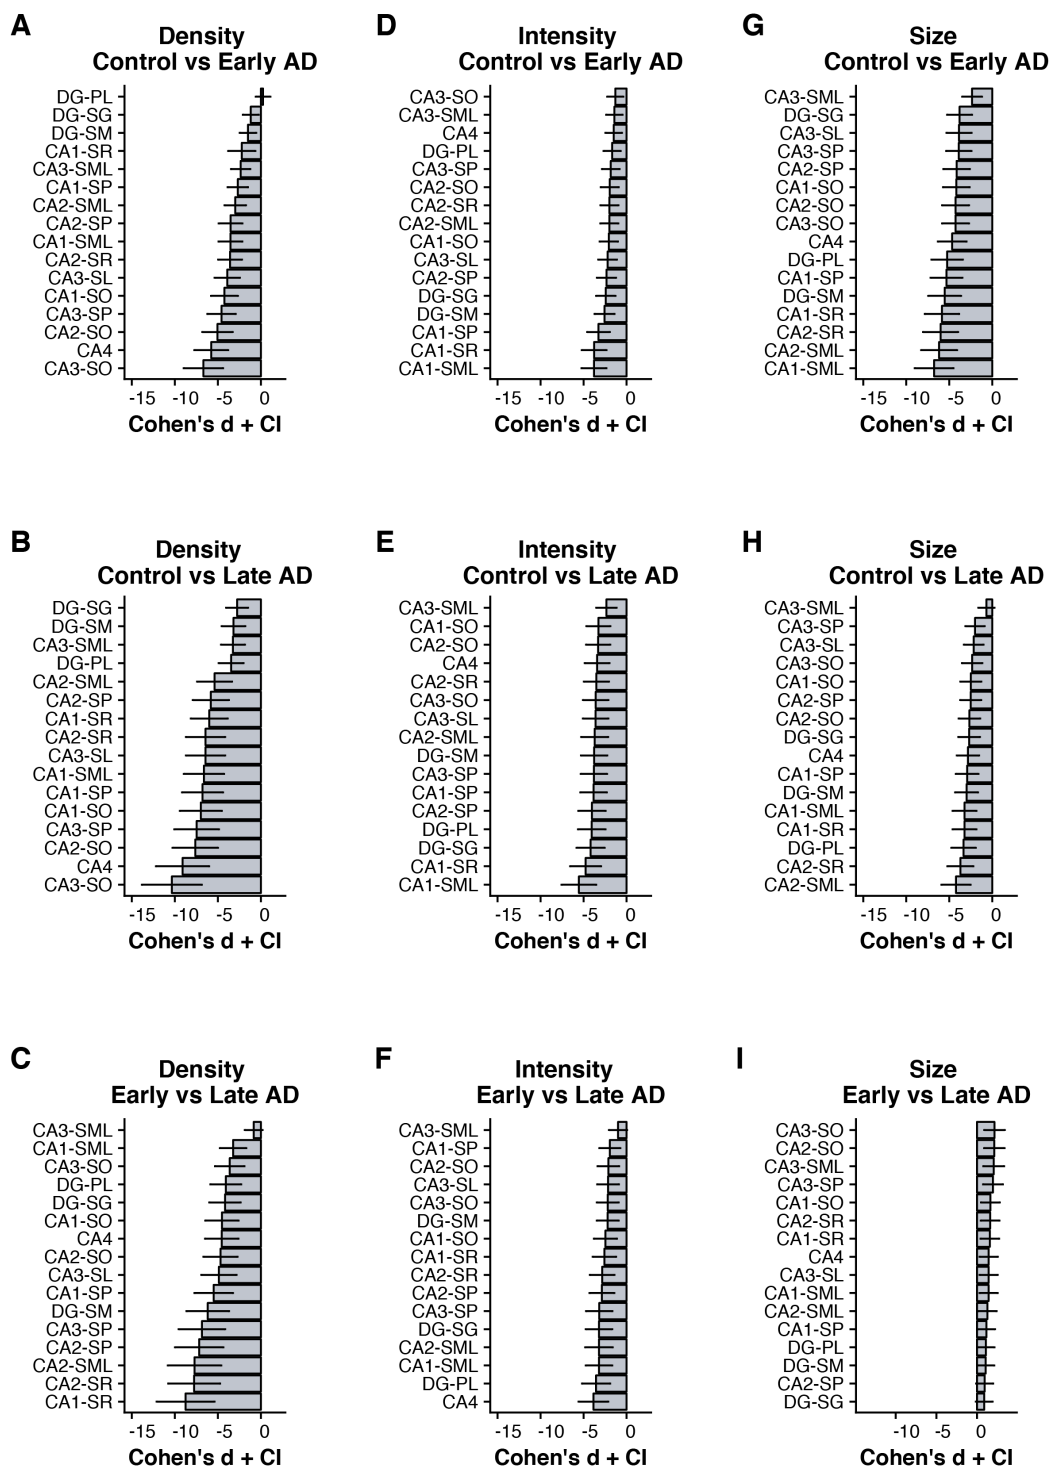 A
Density
Control vs Early AD
DG-PL
DG-SG
DG-SM
CA1-SR
CA3-SML
CA1-SP
CA2-SML
CA2-SP
CA1-SML
CA2-SR
CA3-SL
CA1-SO
CA3-SP
CA2-SO
CA4
CA3-SO
-15 -10 -5 0
Cohen's d + CI
D
Intensity
Control vs Early AD
CA3-SO
CA3-SML
CA4
DG-PL
CA3-SP
CA2-SO
CA2-SR
CA2-SML
CA1-SO
CA3-SL
CA2-SP
DG-SG
DG-SM
CA1-SP
CA1-SR
CA1-SML
-15 -10 -5 0
Cohen's d + CI
G
Size
Control vs Early AD
CA3-SML
DG-SG
CA3-SL
CA3-SP
CA2-SP
CA1-SO
CA2-SO
CA3-SO
CA4
DG-PL
CA1-SP
DG-SM
CA1-SR
CA2-SR
CA2-SML
CA1-SML
-15 -10 -5 0
Cohen's d + CI
B
Density
Control vs Late AD
DG-SG
DG-SM
CA3-SML
DG-PL
CA2-SML
CA2-SP
CA1-SR
CA2-SR
CA3-SL
CA1-SML
CA1-SP
CA1-SO
CA3-SP
CA2-SO
CA4
CA3-SO
-15 -10 -5 0
Cohen's d + CI
E
Intensity
Control vs Late AD
CA3-SML
CA1-SO
CA2-SO
CA4
CA2-SR
CA3-SO
CA3-SL
CA2-SML
DG-SM
CA3-SP
CA1-SP
CA2-SP
DG-PL
DG-SG
CA1-SR
CA1-SML
-15 -10 -5 0
Cohen's d + CI
H
Size
Control vs Late AD
CA3-SML
CA3-SP
CA3-SL
CA3-SO
CA1-SO
CA2-SP
CA2-SO
DG-SG
CA4
CA1-SP
DG-SM
CA1-SML
CA1-SR
DG-PL
CA2-SR
CA2-SML
-15 -10 -5 0
Cohen's d + CI
C
Density
Early vs Late AD
CA3-SML
CA1-SML
CA3-SO
DG-PL
DG-SG
CA1-SO
CA4
CA2-SO
CA3-SL
CA1-SP
DG-SM
CA3-SP
CA2-SP
CA2-SML
CA2-SR
CA1-SR
-15 -10 -5 0
Cohen's d + CI
F
Intensity
Early vs Late AD
CA3-SML
CA1-SP
CA2-SO
CA3-SL
CA3-SO
DG-SM
CA1-SO
CA1-SR
CA2-SR
CA2-SP
CA3-SP
DG-SG
CA2-SML
CA1-SML
DG-PL
CA4
-15 -10 -5 0
Cohen's d + CI
I
Size
Early vs Late AD
CA3-SO
CA2-SO
CA3-SML
CA3-SP
CA1-SO
CA2-SR
CA1-SR
CA4
CA3-SL
CA1-SML
CA2-SML
CA1-SP
DG-PL
DG-SM
CA2-SP
DG-SG
-10 -5 0
Cohen's d + CI